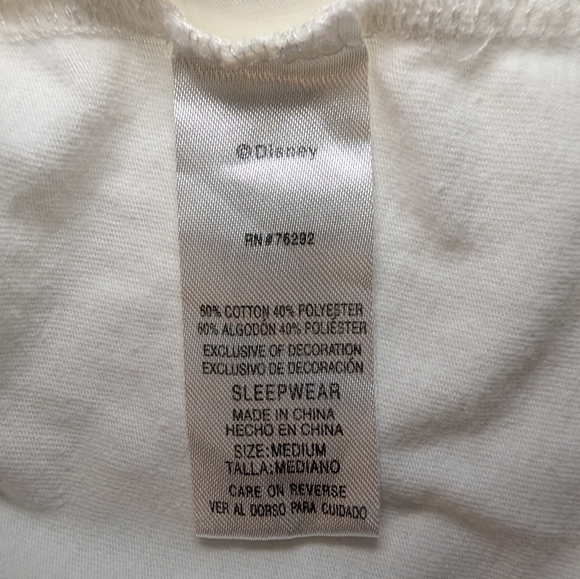 ©Disney
RN#76292
60% COTTON 40% POLYESTER
60% ALGODÓN 40% POLIÉSTER
EXCLUSIVE OF DECORATION
EXCLUSIVO DE DECORACIÓN
SLEEPWEAR
MADE IN CHINA
HECHO EN CHINA
SIZE:MEDIUM
TALLA:MEDIANO
CARE ON REVERSE
VER AL DORSO PARA CUIDADO